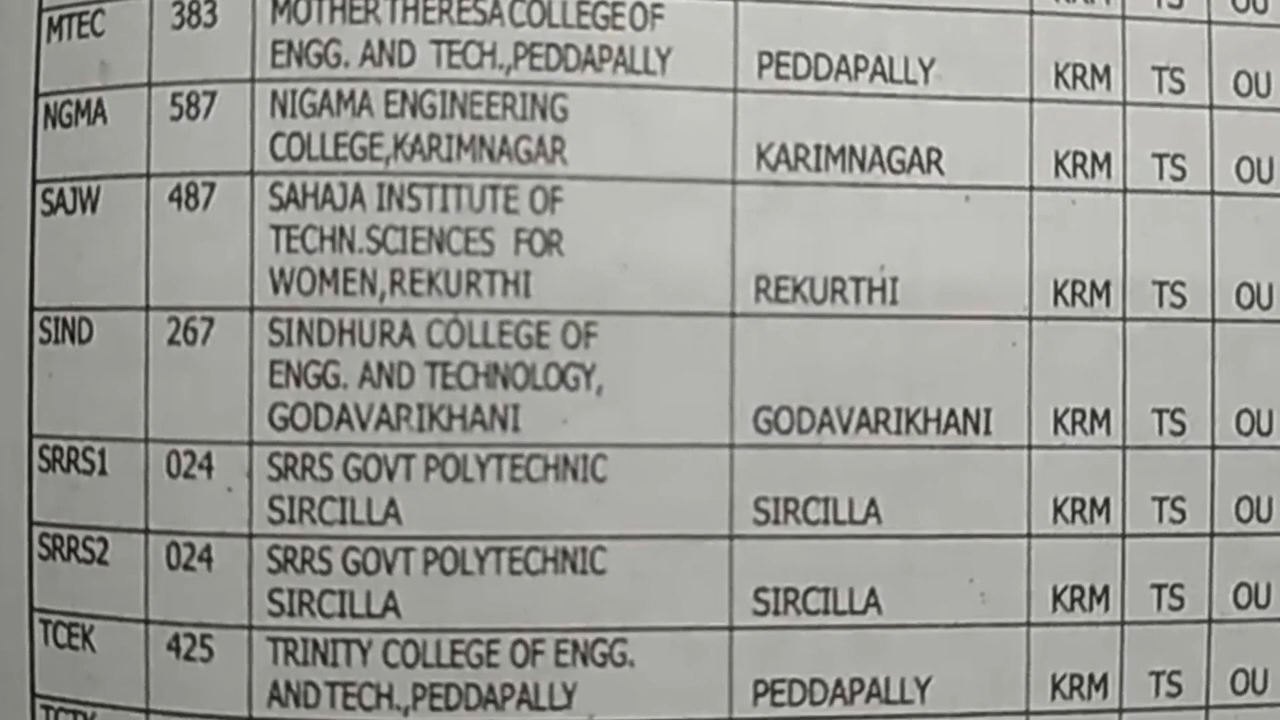 KRM TS OU
MTEC 383 MOTHER THERESA COLLEGE OF
ENGG. AND TECH.,PEDDAPALLY PEDDAPALLY KRM TS OU
NGMA 587 NIGAMA ENGINEERING
COLLEGE,KARIMNAGAR KARIMNAGAR KRM TS OU
SAJW 487 SAHAJA INSTITUTE OF
TECHN.SCIENCES FOR
WOMEN,REKURTHI REKURTHI KRM TS OU
SIND 267 SINDHURA COLLEGE OF
ENGG. AND TECHNOLOGY,
GODAVARIKHANI GODAVARIKHANI KRM TS OU
SRRS1 024 SRRS GOVT POLYTECHNIC
SIRCILLA SIRCILLA KRM TS OU
SRRS2 024 SRRS GOVT POLYTECHNIC
SIRCILLA SIRCILLA KRM TS OU
TCEK 425 TRINITY COLLEGE OF ENGG.
AND TECH.,PEDDAPALLY PEDDAPALLY KRM TS OU